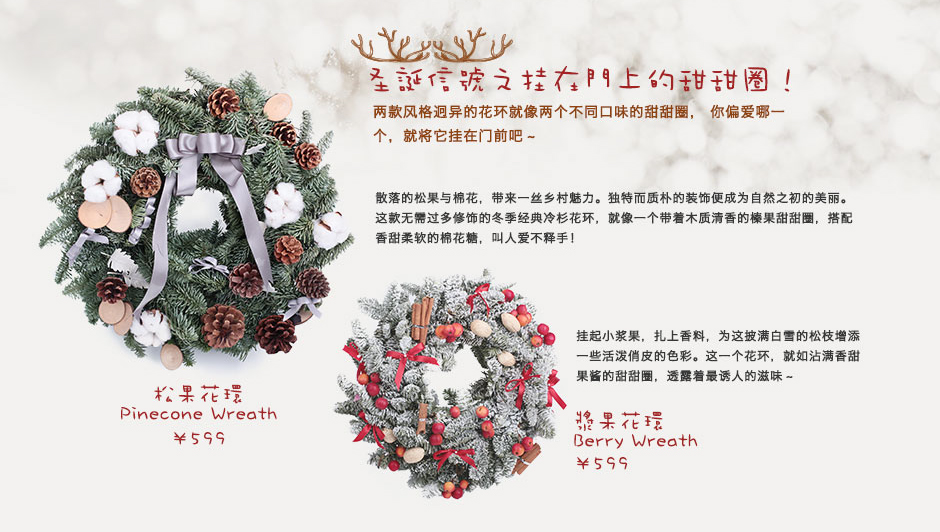 圣誕信號之挂在門上的甜甜圈！
两款风格迥异的花环就像两个不同口味的甜甜圈， 你偏爱哪一
个，就将它挂在门前吧～
散落的松果与棉花，带来一丝乡村魅力。独特而质朴的装饰便成为自然之初的美丽。
这款无需过多修饰的冬季经典冷杉花环，就像一个带着木质清香的榛果甜甜圈，搭配
香甜柔软的棉花糖，叫人爱不释手！
挂起小浆果，扎上香料，为这披满白雪的松枝增添
一些活泼俏皮的色彩。这一个花环，就如沾满香甜
果酱的甜甜圈，透露着最诱人的滋味～
松果花環
Pinecone Wreath
￥599
漿果花環
Berry Wreath
￥599